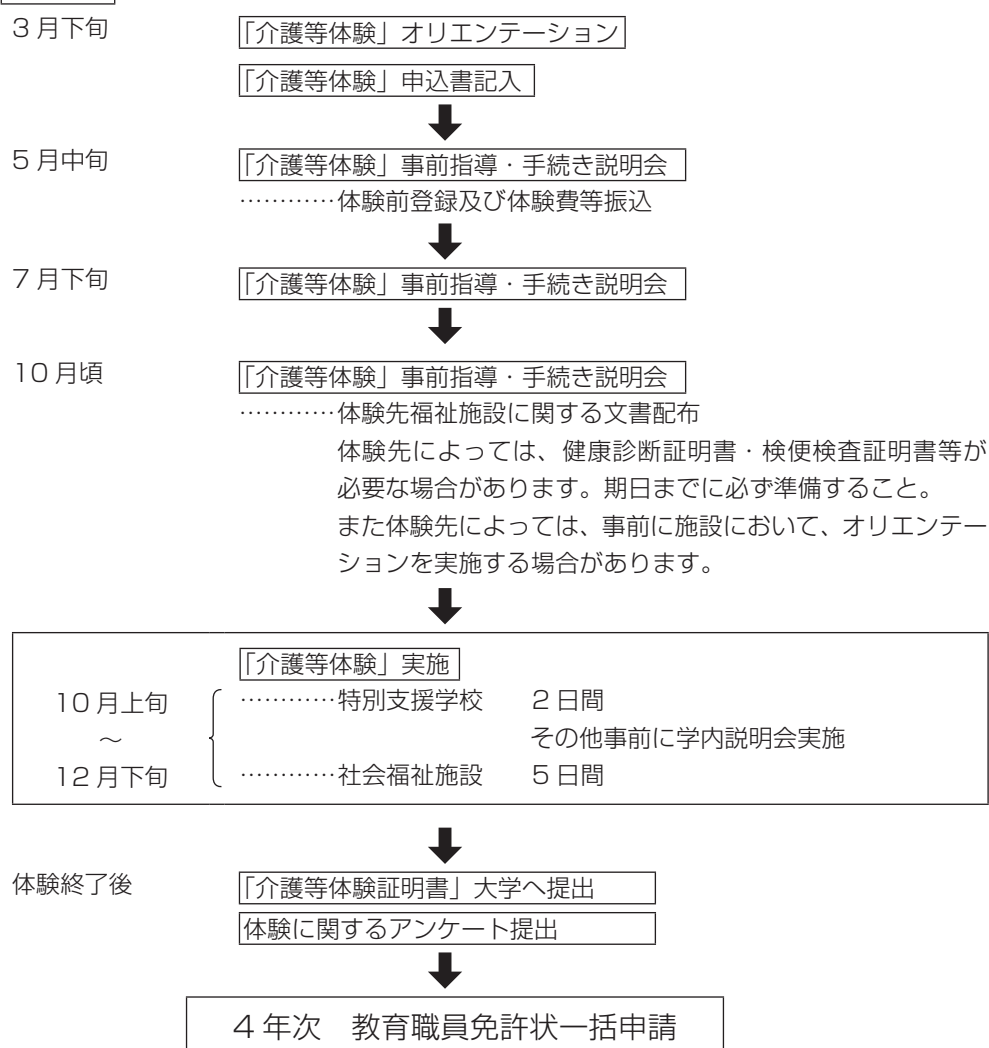 3月下旬 「介護等体験」オリエンテーション
「介護等体験」申込書記入
5月中旬 「介護等体験」事前指導・手続き説明会
…………体験前登録及び体験費等振込
7月下旬 「介護等体験」事前指導・手続き説明会
10月頃 「介護等体験」事前指導・手続き説明会
…………体験先福祉施設に関する文書配布
体験先によっては、健康診断証明書・検便検査証明書等が
必要な場合があります。期日までに必ず準備すること。
また体験先によっては、事前に施設において、オリエンテー
ションを実施する場合があります。
「介護等体験」実施
10月上旬 …………特別支援学校 2日間
～ その他事前に学内説明会実施
12月下旬 …………社会福祉施設 5日間
体験終了後 「介護等体験証明書」大学へ提出
体験に関するアンケート提出
4年次 教育職員免許状一括申請